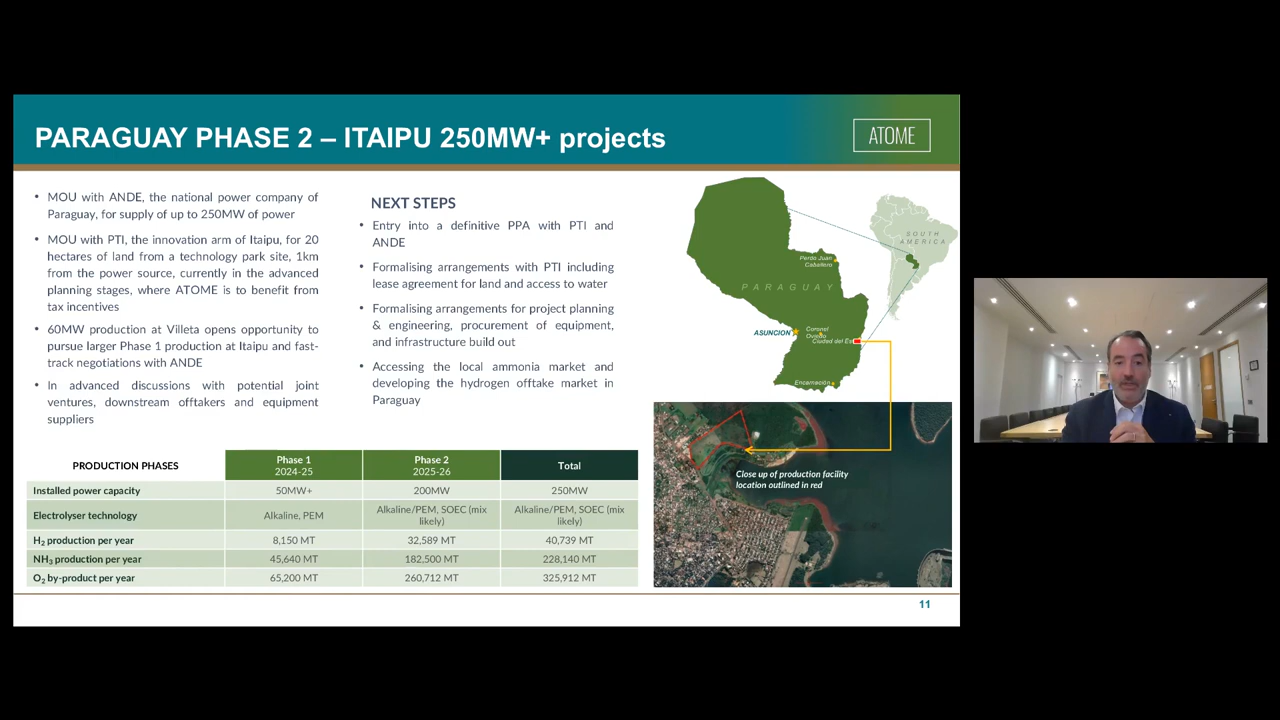 PARAGUAY PHASE 2 – ITAIPU 250MW+ projects
ATOME
• MOU with ANDE, the national power company of
Paraguay, for supply of up to 250MW of power
• MOU with PTI, the innovation arm of Itaipu, for 20
hectares of land from a technology park site, 1km
from the power source, currently in the advanced
planning stages, where ATOME is to benefit from
tax incentives
• 60MW production at Villeta opens opportunity to
pursue larger Phase 1 production at Itaipu and fast-
track negotiations with ANDE
• In advanced discussions with potential joint
ventures, downstream offtakers and equipment
suppliers
NEXT STEPS
• Entry into a definitive PPA with PTI and
ANDE
• Formalising arrangements with PTI including
lease agreement for land and access to water
• Formalising arrangements for project planning
& engineering, procurement of equipment,
and infrastructure build out
• Accessing the local ammonia market and
developing the hydrogen offtake market in
Paraguay
SOUTH
AMERICA
Perdo Juan
Caballero
PARAGUAY
ASUNCION
Coronel
Oviedo
Ciudad del Es
Encarnación
Close up of production facility
location outlined in red
PRODUCTION PHASES Phase 1 2024-25 Phase 2 2025-26 Total
Installed power capacity 50MW+ 200MW 250MW
Electrolyser technology Alkaline, PEM Alkaline/PEM, SOEC (mix likely) Alkaline/PEM, SOEC (mix likely)
H₂ production per year 8,150 MT 32,589 MT 40,739 MT
NH₃ production per year 45,640 MT 182,500 MT 228,140 MT
O₂ by-product per year 65,200 MT 260,712 MT 325,912 MT
11